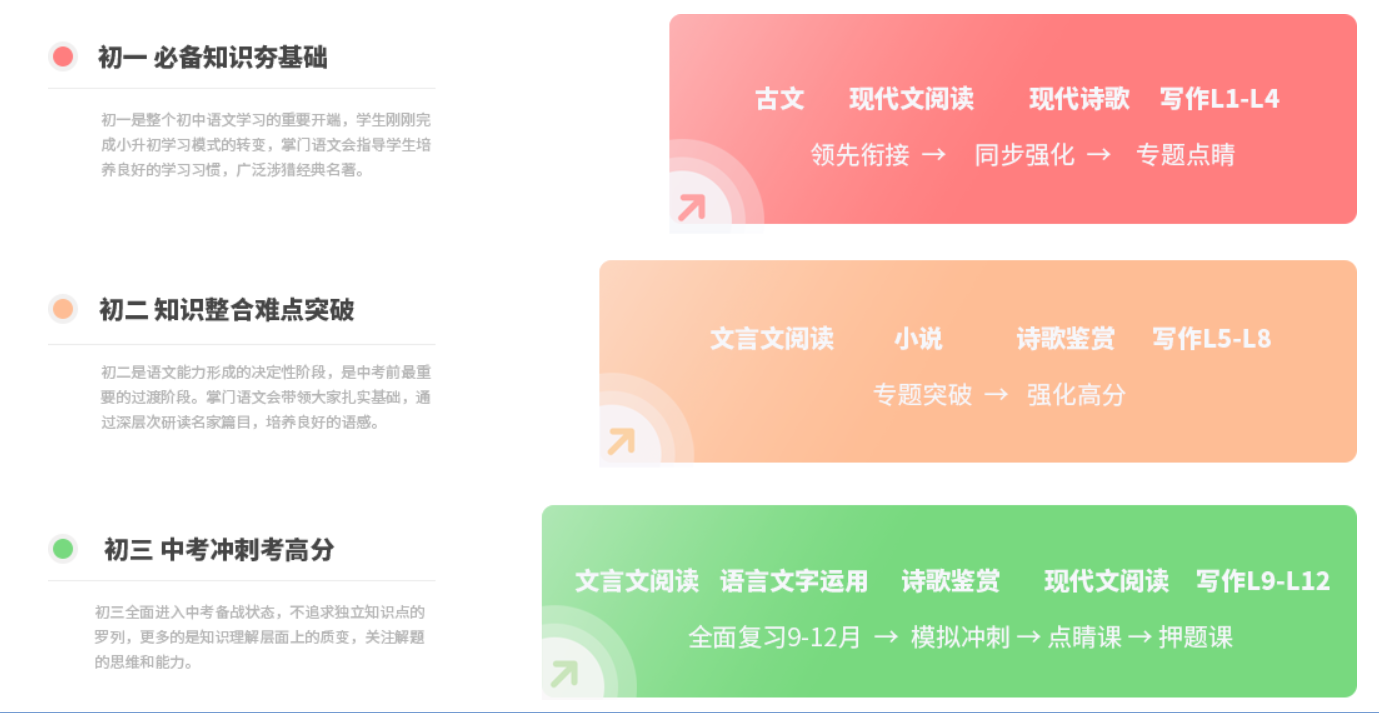 初一 必备知识夯基础
初一是整个初中语文学习的重要开端，学生刚刚完
成小升初学习模式的转变，掌门语文会指导学生培
养良好的学习习惯，广泛涉猎经典名著。
古文 现代文阅读 现代诗歌 写作L1-L4
领先衔接 → 同步强化 → 专题点睛
初二 知识整合难点突破
初二是语文能力形成的决定性阶段，是中考前最重
要的过渡阶段。掌门语文会带领大家扎实基础，通
过深层次研读名家篇目，培养良好的语感。
文言文阅读 小说 诗歌鉴赏 写作L5-L8
专题突破 → 强化高分
初三 中考冲刺考高分
初三全面进入中考备战状态，不追求独立知识点的
罗列，更多的是知识理解层面上的质变，关注解题
的思维和能力。
文言文阅读 语言文字运用 诗歌鉴赏 现代文阅读 写作L9-L12
全面复习9-12月 → 模拟冲刺 → 点睛课 → 押题课